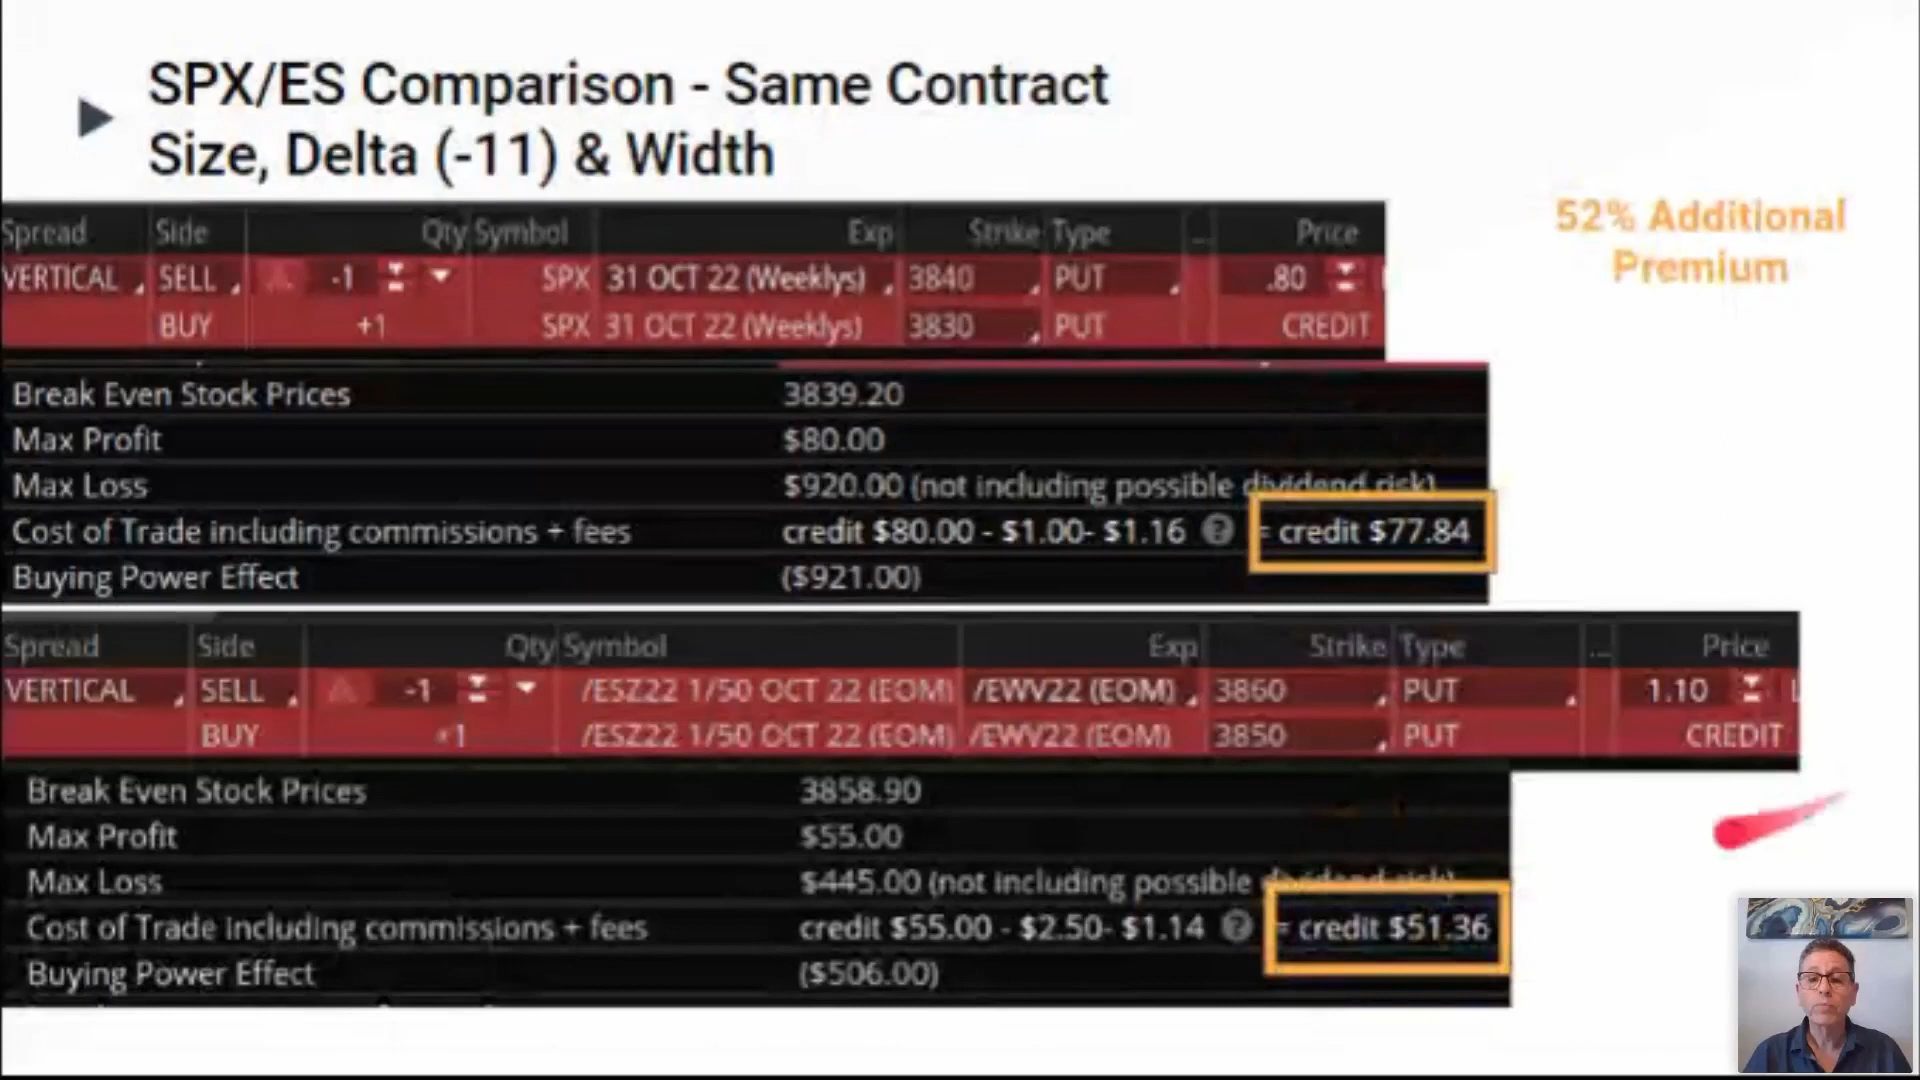 SPX/ES Comparison - Same Contract
Size, Delta (-11) & Width
52% Additional
Premium
Spread Side Qty Symbol Exp Strike Type ... Price
VERTICAL SELL -1 SPX 31 OCT 22 (Weeklys) 3840 PUT .80
BUY +1 SPX 31 OCT 22 (Weeklys) 3830 PUT CREDIT
Break Even Stock Prices 3839.20
Max Profit $80.00
Max Loss $920.00 (not including possible dividend risk)
Cost of Trade including commissions + fees credit $80.00 - $1.00- $1.16 ? = credit $77.84
Buying Power Effect ($921.00)
Spread Side Qty Symbol Exp Strike Type ... Price
VERTICAL SELL -1 /ESZ22 1/50 OCT 22 (EOM) /EWV22 (EOM) 3860 PUT 1.10
BUY +1 /ESZ22 1/50 OCT 22 (EOM) /EWV22 (EOM) 3850 PUT CREDIT
Break Even Stock Prices 3858.90
Max Profit $55.00
Max Loss $445.00 (not including possible dividend risk)
Cost of Trade including commissions + fees credit $55.00 - $2.50- $1.14 ? = credit $51.36
Buying Power Effect ($506.00)